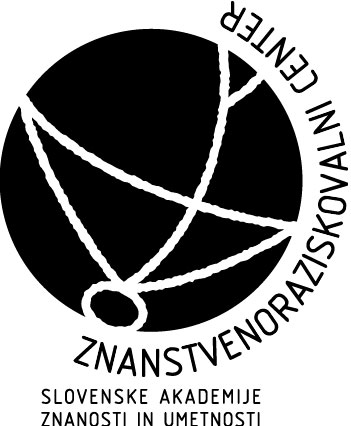 ZNANSTVENORAZISKOVALNI CENTER
SLOVENSKE AKADEMIJE
ZNANOSTI IN UMETNOSTI